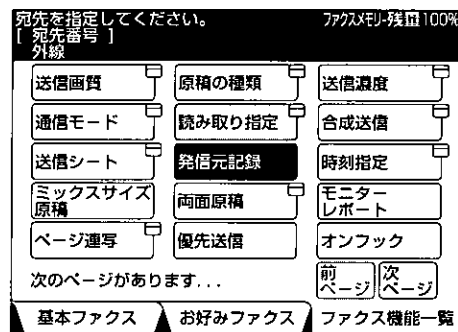 宛先を指定してください。 ファクスメモリー残量100%
[ 宛先番号 ]
外線
送信画質 原稿の種類 送信濃度
通信モード 読み取り指定 合成送信
送信シート 発信元記録 時刻指定
ミックスサイズ
原稿
両面原稿
モニター
レポート
ページ連写 優先送信 オンフック
次のページがあります...
前
ページ
次
ページ
基本ファクス お好みファクス ファクス機能一覧